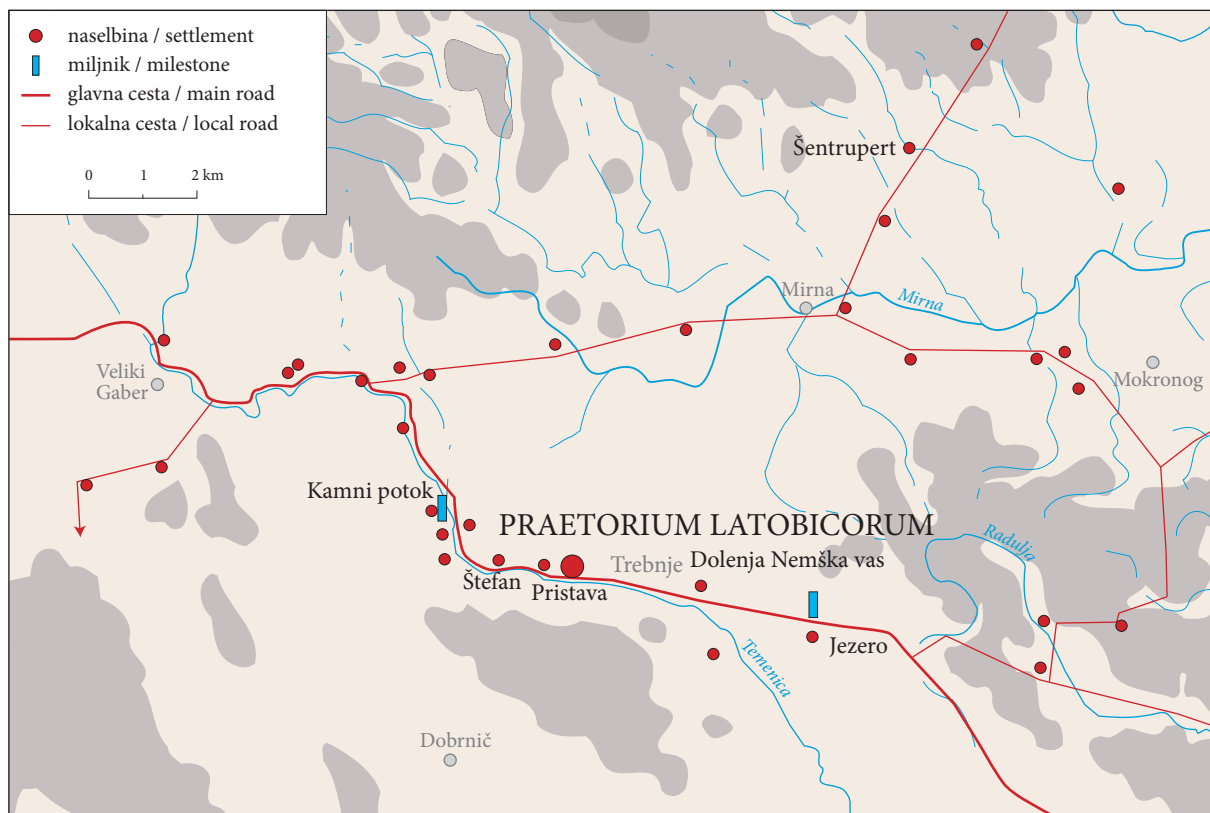 naselbina / settlement
miljnik / milestone
glavna cesta / main road
lokalna cesta / local road
0 1 2 km
Šentrupert
Mirna
Mirna
Veliki
Gaber
Mokronog
Kamni potok
PRAETORIUM LATOBICORUM
Radulja
Trebnje
Dolenja Nemška vas
Štefan
Pristava
Jezero
Temenica
Dobrnič